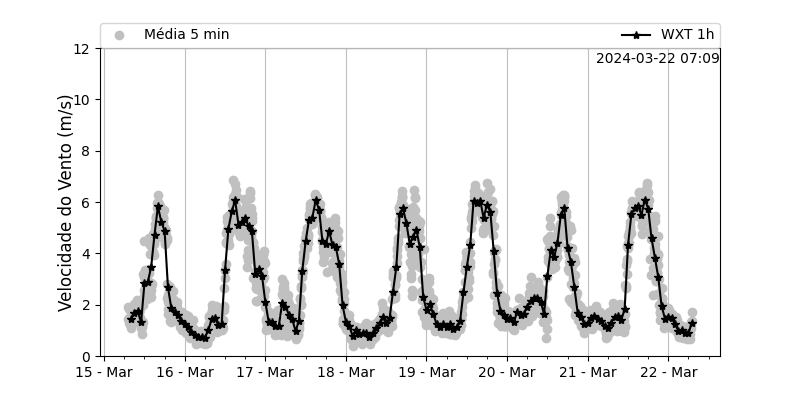 Média 5 min
WXT 1h
2024-03-22 07:09
Velocidade do Vento (m/s)
12
10
8
6
4
2
0
15 - Mar
16 - Mar
17 - Mar
18 - Mar
19 - Mar
20 - Mar
21 - Mar
22 - Mar